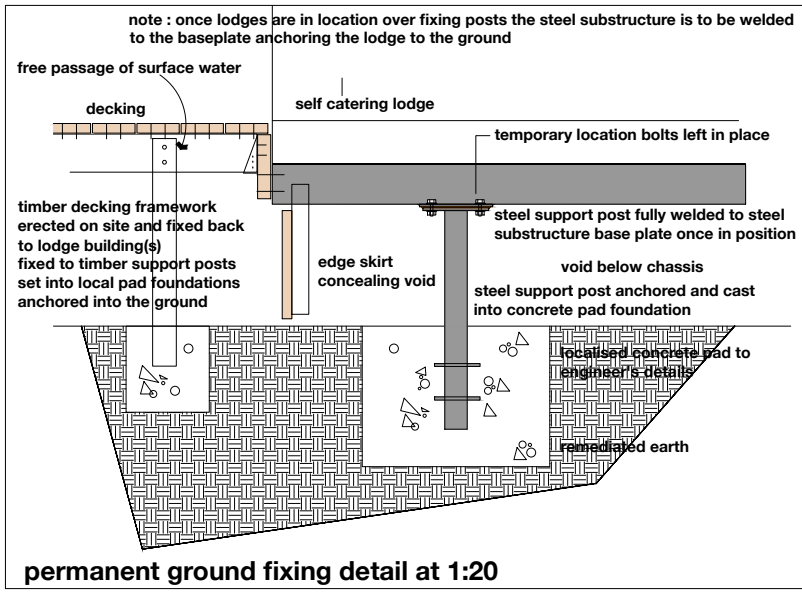 note : once lodges are in location over fixing posts the steel substructure is to be welded
to the baseplate anchoring the lodge to the ground
free passage of surface water
decking
self catering lodge
temporary location bolts left in place
timber decking framework
erected on site and fixed back
to lodge building(s)
fixed to timber support posts
set into local pad foundations
anchored into the ground
edge skirt
concealing void
steel support post fully welded to steel
substructure base plate once in position
void below chassis
steel support post anchored and cast
into concrete pad foundation
localised concrete pad to
engineer's details
remediated earth
permanent ground fixing detail at 1:20